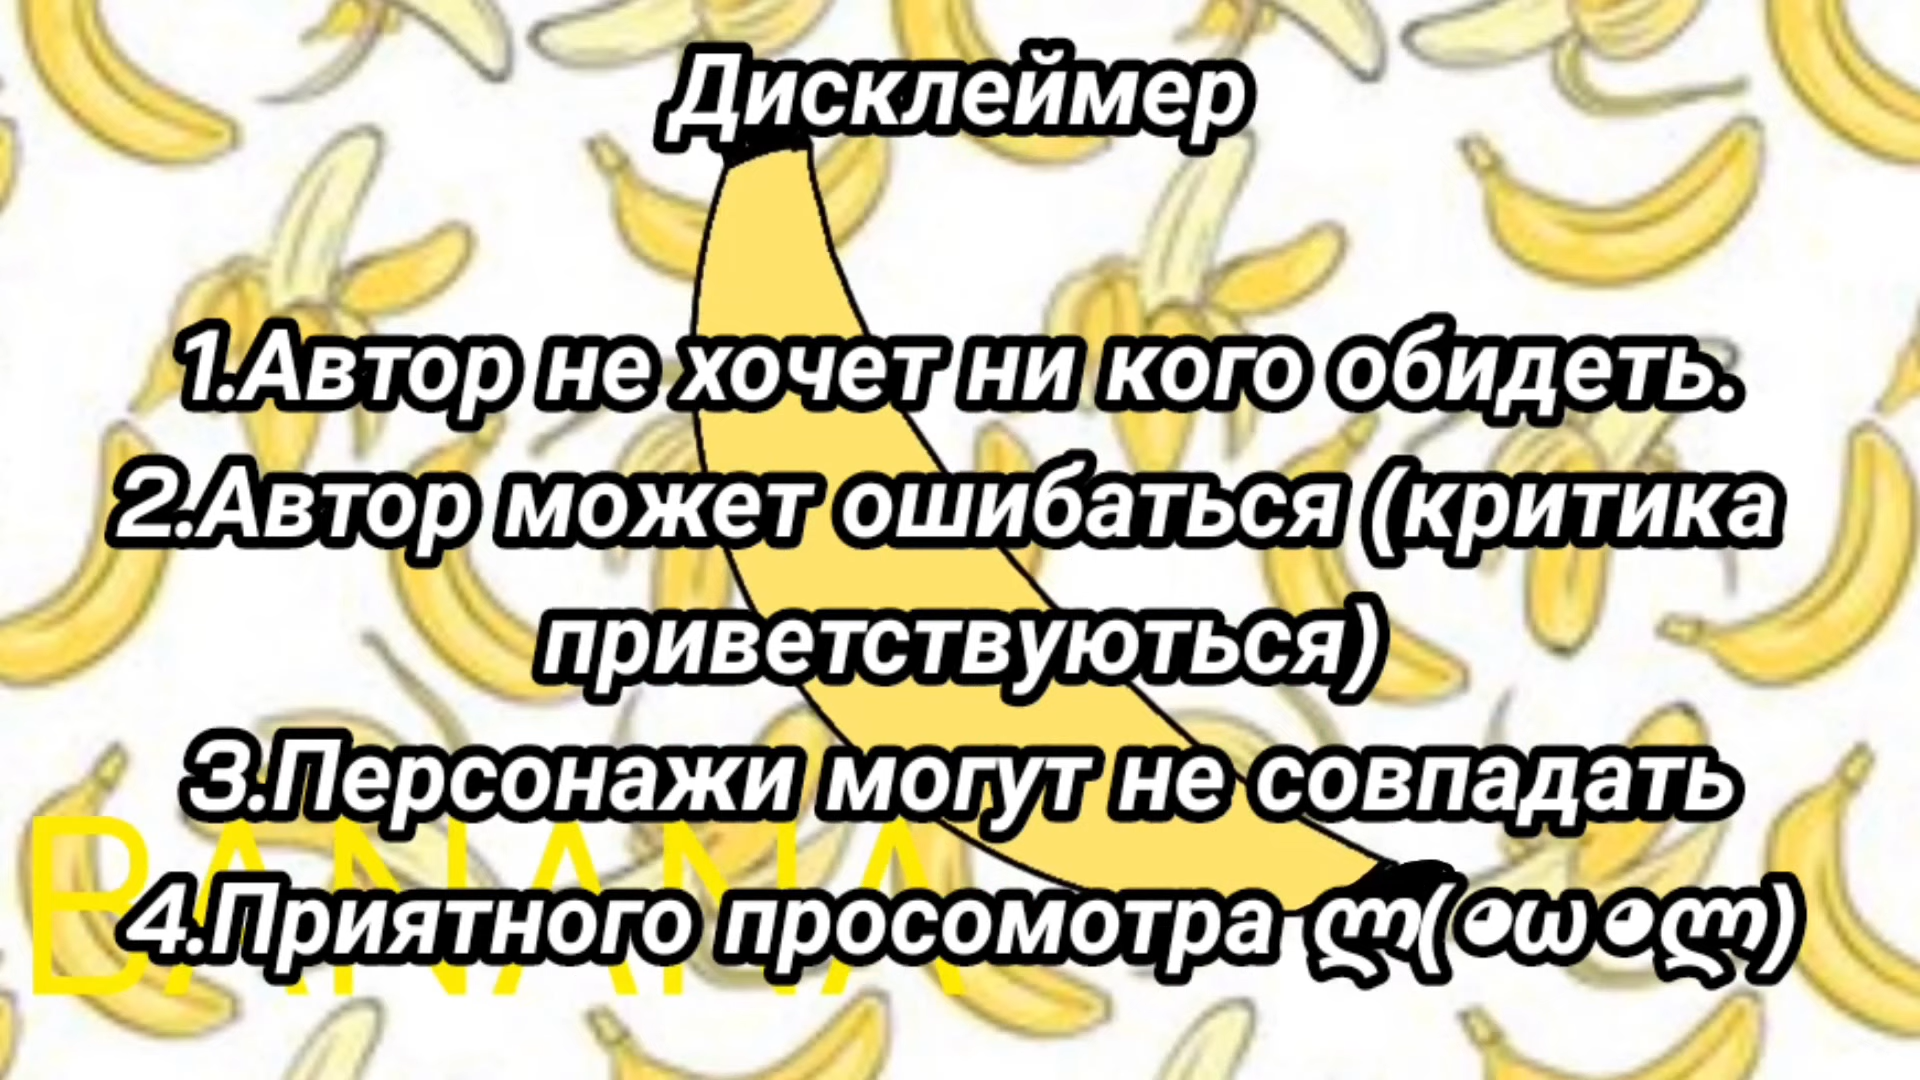 Дисклеймер
1.Автор не хочет ни кого обидеть.
2.Автор может ошибаться (критика
приветствуються)
3.Персонажи могут не совпадать
BANANA
4.Приятного просомотра ლ(◕ω◕ლ)